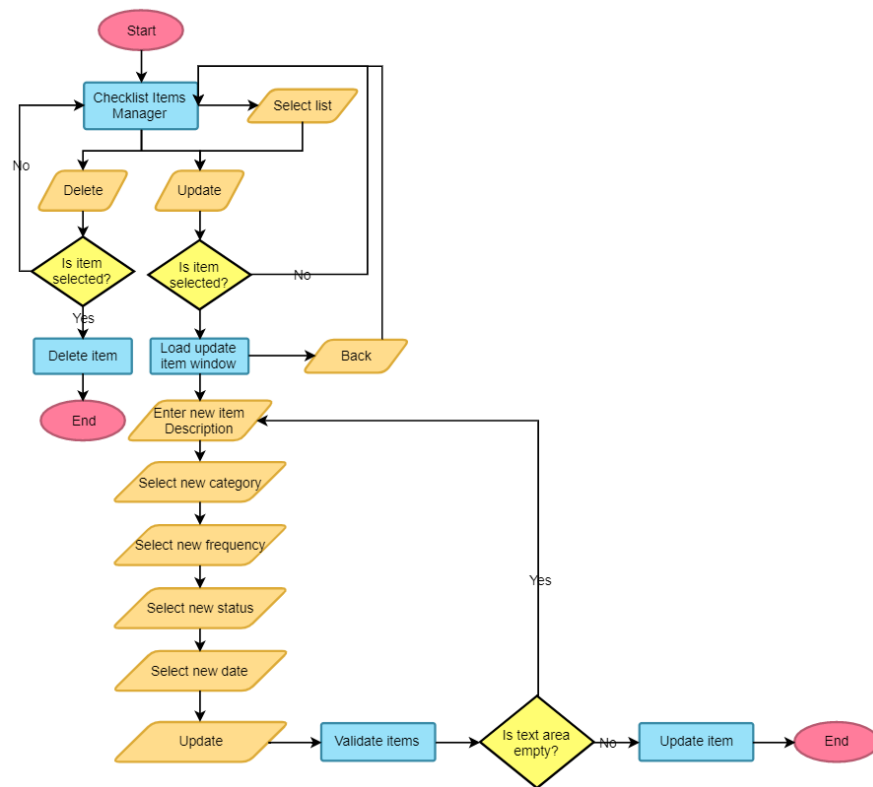 Start
Checklist Items
Manager
Select list
No
Delete
Update
Is item
selected?
Is item
selected?
No
Yes
Delete item
Load update
item window
Back
End
Enter new item
Description
Select new category
Select new frequency
Yes
Select new status
Select new date
Update
Validate items
Is text area
empty?
No
Update item
End